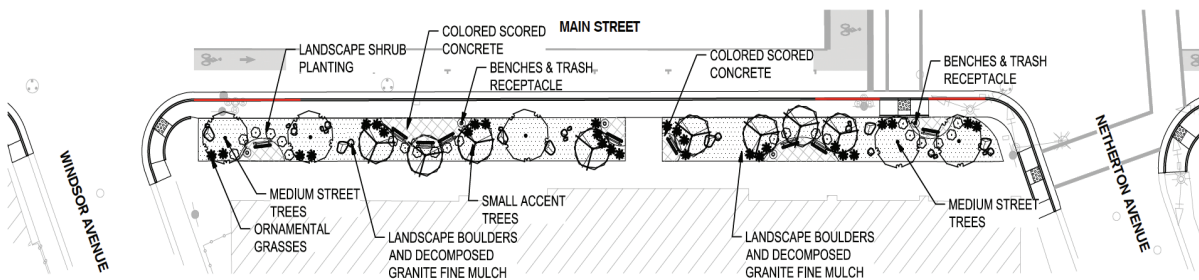 MAIN STREET
COLORED SCORED
CONCRETE
LANDSCAPE SHRUB
PLANTING
BENCHES & TRASH
RECEPTACLE
COLORED SCORED
CONCRETE
BENCHES & TRASH
RECEPTACLE
WINDSOR AVENUE
NETHERTON AVENUE
MEDIUM STREET
TREES
ORNAMENTAL
GRASSES
SMALL ACCENT
TREES
MEDIUM STREET
TREES
LANDSCAPE BOULDERS
AND DECOMPOSED
GRANITE FINE MULCH
LANDSCAPE BOULDERS
AND DECOMPOSED
GRANITE FINE MULCH